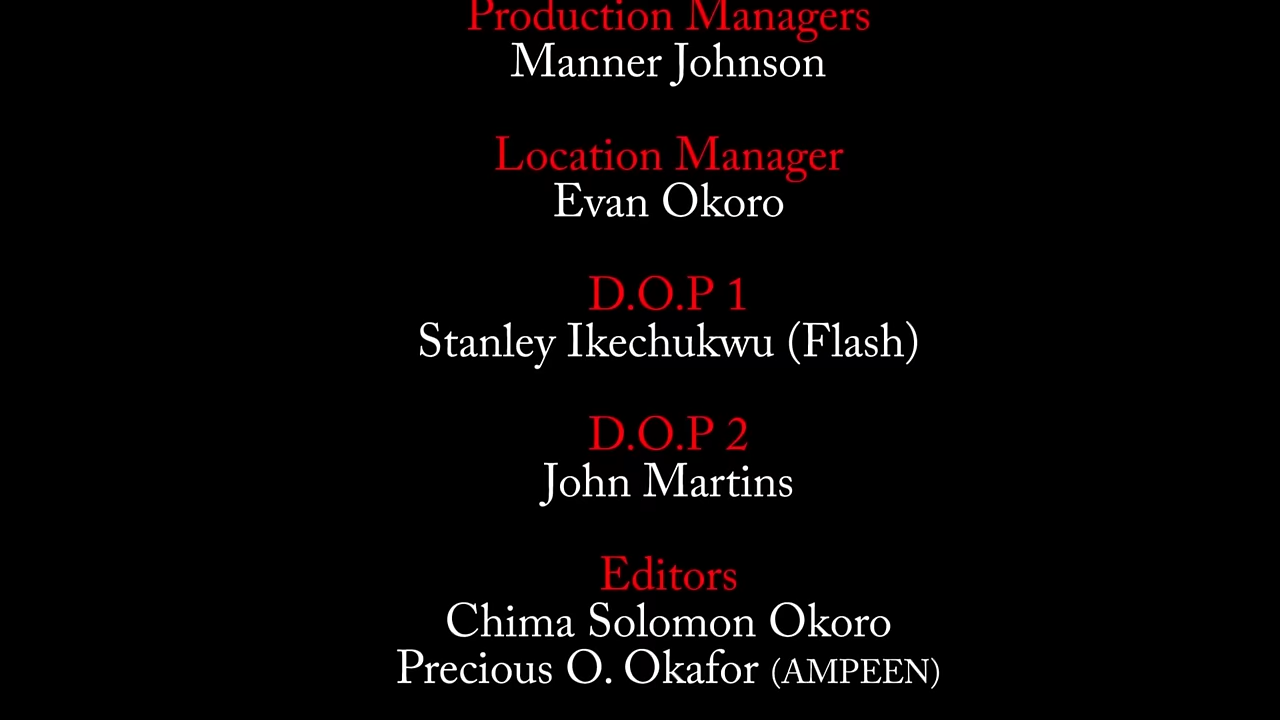 Production Managers
Manner Johnson
Location Manager
Evan Okoro
D.O.P 1
Stanley Ikechukwu (Flash)
D.O.P 2
John Martins
Editors
Chima Solomon Okoro
Precious O. Okafor (AMPEEN)